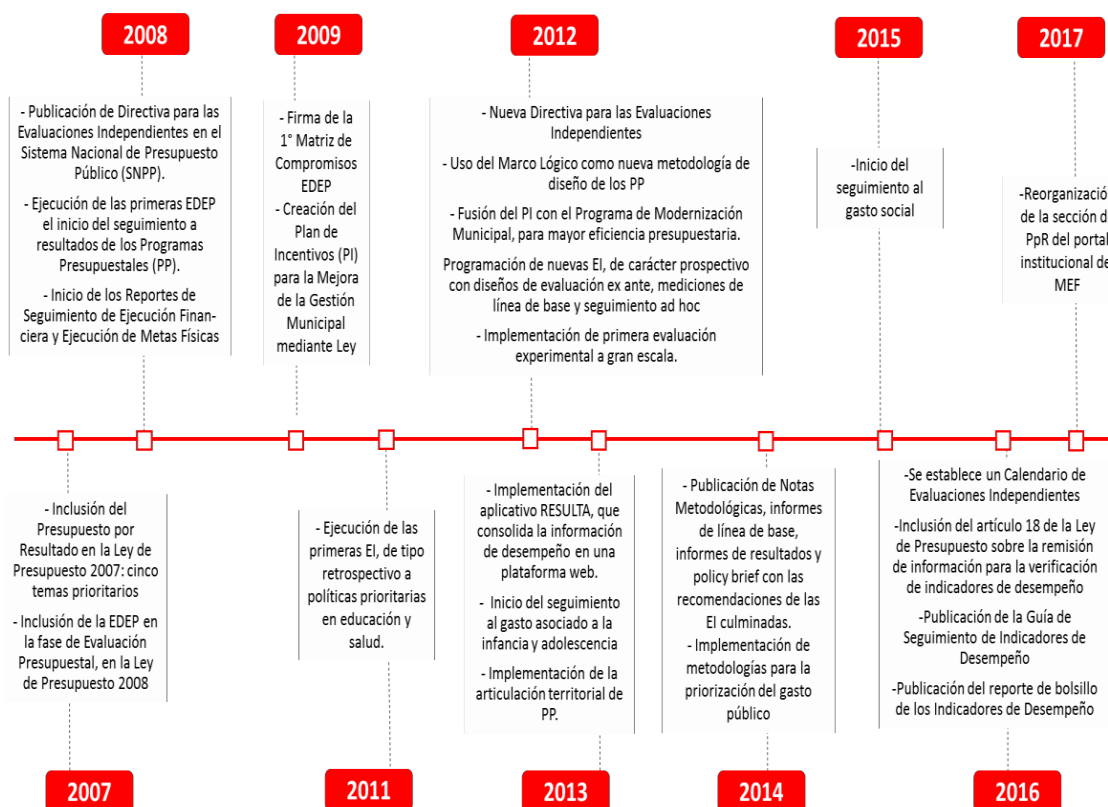 2008
2009
2012
2015
2017
- Publicación de Directiva para las
Evaluaciones Independientes en el
Sistema Nacional de Presupuesto
Público (SNPP).
- Ejecución de las primeras EDEP
el inicio del seguimiento a
resultados de los Programas
Presupuestales (PP).
- Inicio de los Reportes de
Seguimiento de Ejecución Finan-
ciera y Ejecución de Metas Físicas
- Firma de la
1° Matriz de
Compromisos
EDEP
- Creación del
Plan de
Incentivos (PI)
para la Mejora
de la Gestión
Municipal
mediante Ley
- Nueva Directiva para las Evaluaciones
Independientes
- Uso del Marco Lógico como nueva metodología de
diseño de los PP
- Fusión del PI con el Programa de Modernización
Municipal, para mayor eficiencia presupuestaria.
Programación de nuevas EI, de carácter prospectivo
con diseños de evaluación ex ante, mediciones de
línea de base y seguimiento ad hoc
- Implementación de primera evaluación
experimental a gran escala.
-Inicio del
seguimiento al
gasto social
-Reorganización
de la sección d
PpR del portal
institucional de
MEF
- Inclusión del
Presupuesto por
Resultado en la Ley de
Presupuesto 2007: cinco
temas prioritarios
- Inclusión de la EDEP en
la fase de Evaluación
Presupuestal, en la Ley
de Presupuesto 2008
- Ejecución de las
primeras EI, de tipo
retrospectivo a
políticas prioritarias
en educación y
salud.
- Implementación del
aplicativo RESULTA, que
consolida la información
de desempeño en una
plataforma web.
- Inicio del seguimiento
al gasto asociado a la
infancia y adolescencia
- Implementación de la
articulación territorial de
PP.
- Publicación de Notas
Metodológicas, informes
de línea de base,
informes de resultados y
policy brief con las
recomendaciones de las
EI culminadas.
- Implementación de
metodologías para la
priorización del gasto
público
-Se establece un Calendario de
Evaluaciones Independientes
-Inclusión del artículo 18 de la Ley
de Presupuesto sobre la remisión
de información para la verificación
de indicadores de desempeño
-Publicación de la Guía de
Seguimiento de Indicadores de
Desempeño
-Publicación del reporte de bolsillo
de los Indicadores de Desempeño
2007
2011
2013
2014
2016